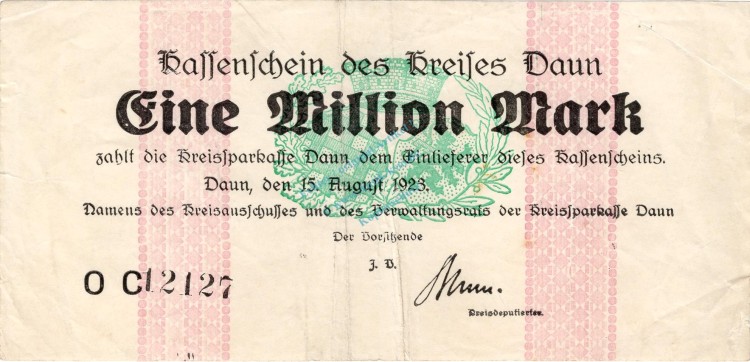 Kassenschein des Kreises Daun
Eine Million Mark
zahlt die Kreissparkasse Daun dem Einlieferer dieses Kassenscheins.
Daun, den 15. August 1923.
Namens des Kreisausschusses und des Verwaltungsrats der Kreissparkasse Daun
Der Vorsitzende
J. V.
O C12127
Kreisdeputierter.